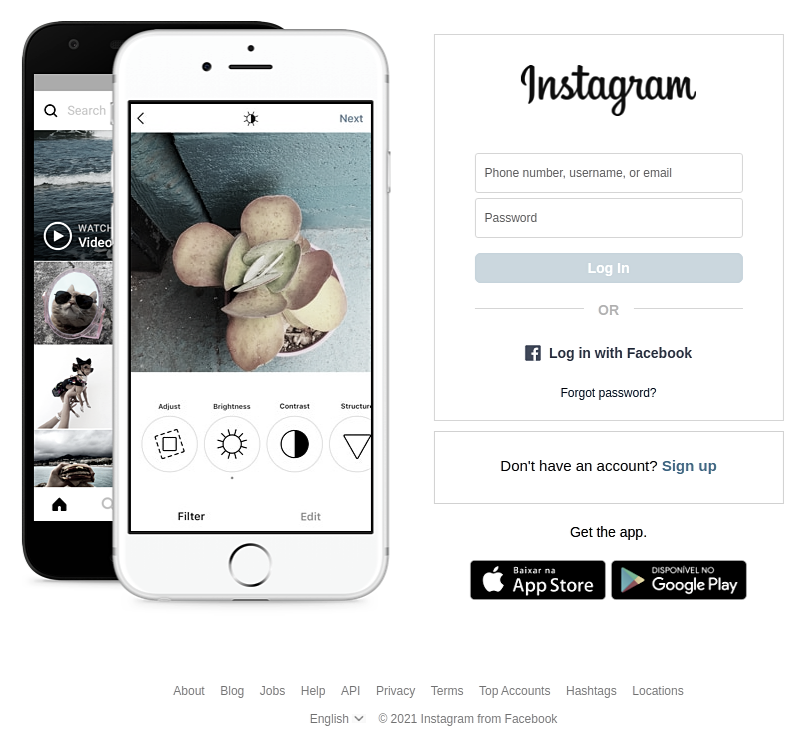 Search
WATCH
Video
Next
Adjust
Brightness
Contrast
Structure
Filter
Edit
Instagram
Phone number, username, or email
Password
Log In
OR
Log in with Facebook
Forgot password?
Don't have an account? Sign up
Get the app.
Baixar na
App Store
DISPONÍVEL NO
Google Play
About Blog Jobs Help API Privacy Terms Top Accounts Hashtags Locations
English © 2021 Instagram from Facebook